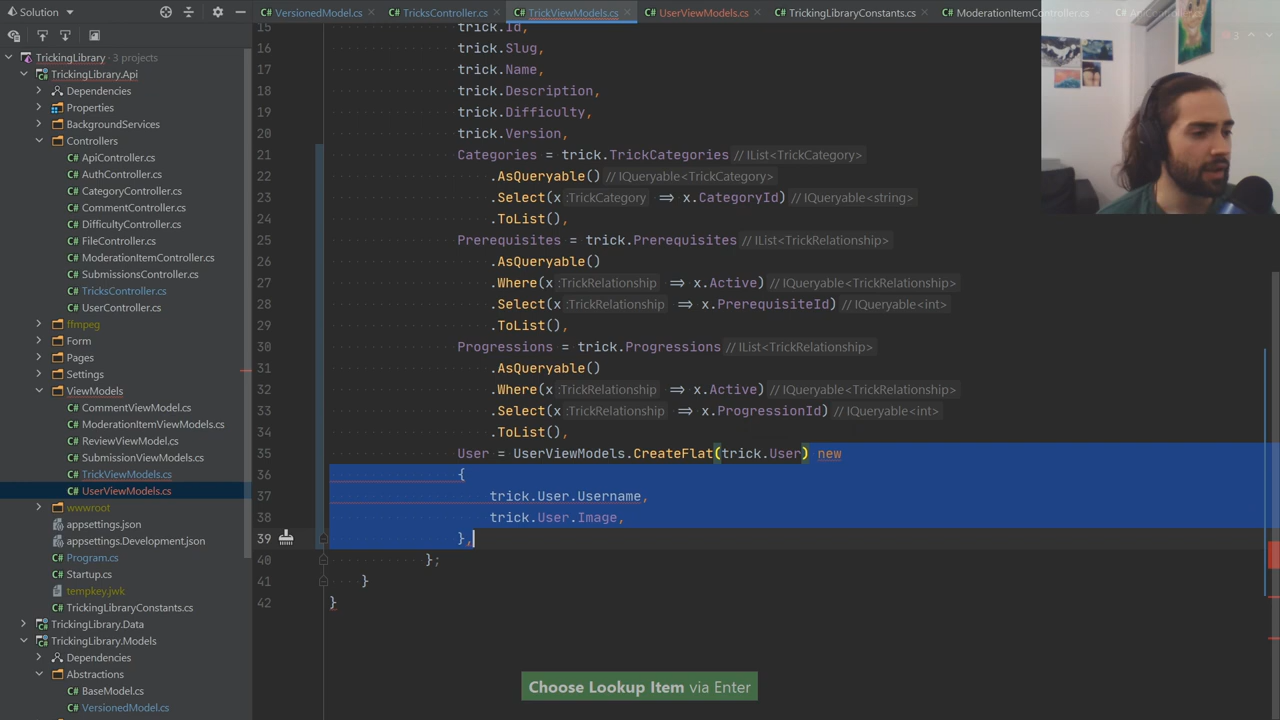 Solution
VersionedModel.cs
TricksController.cs
TrickViewModels.cs
UserViewModels.cs
TrickingLibraryConstants.cs
ModerationItemController.cs
TrickingLibrary · 3 projects
TrickingLibrary.Api
Dependencies
Properties
BackgroundServices
Controllers
ApiController.cs
AuthController.cs
CategoryController.cs
CommentController.cs
DifficultyController.cs
FileController.cs
ModerationItemController.cs
SubmissionsController.cs
TricksController.cs
UserController.cs
ffmpeg
Form
Pages
Settings
ViewModels
CommentViewModel.cs
ModerationItemViewModels.cs
ReviewViewModel.cs
SubmissionViewModels.cs
TrickViewModels.cs
UserViewModels.cs
wwwroot
appsettings.json
appsettings.Development.json
Program.cs
Startup.cs
tempkey.jwk
TrickingLibraryConstants.cs
TrickingLibrary.Data
TrickingLibrary.Models
Dependencies
Abstractions
BaseModel.cs
VersionedModel.cs
15 trick.Id,
16 trick.Slug,
17 trick.Name,
18 trick.Description,
19 trick.Difficulty,
20 trick.Version,
21 Categories = trick.TrickCategories // IList<TrickCategory>
22 .AsQueryable() // IQueryable<TrickCategory>
23 .Select(x :TrickCategory ⇒ x.CategoryId) // IQueryable<string>
24 .ToList(),
25 Prerequisites = trick.Prerequisites // IList<TrickRelationship>
26 .AsQueryable()
27 .Where(x :TrickRelationship ⇒ x.Active) // IQueryable<TrickRelationship>
28 .Select(x :TrickRelationship ⇒ x.PrerequisiteId) // IQueryable<int>
29 .ToList(),
30 Progressions = trick.Progressions // IList<TrickRelationship>
31 .AsQueryable()
32 .Where(x :TrickRelationship ⇒ x.Active) // IQueryable<TrickRelationship>
33 .Select(x :TrickRelationship ⇒ x.ProgressionId) // IQueryable<int>
34 .ToList(),
35 User = UserViewModels.CreateFlat(trick.User) new
36 {
37 trick.User.Username,
38 trick.User.Image,
39 },
40 };
41 }
42 }
3
Choose Lookup Item via Enter